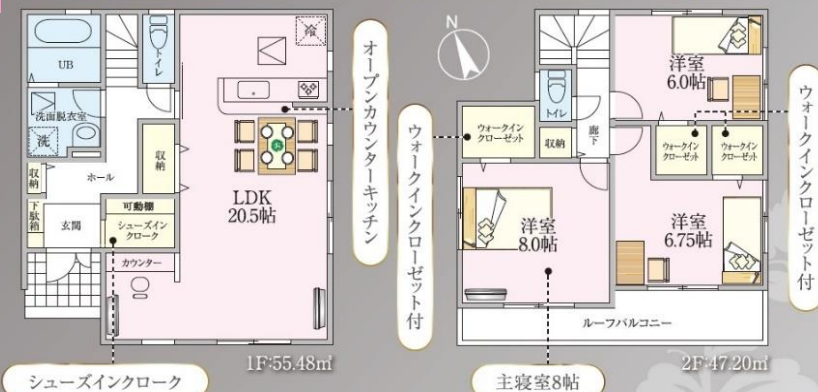 UB
トイレ
冷
洗面脱衣室
洗
収納
ホール
収納
下駄箱
玄関
可動棚
シューズイン
クローク
カウンター
LDK
20.5帖
1F:55.48㎡
シューズインクローク
オープンカウンターキッチン
N
ウォークインクローゼット付
ウォークイン
クローゼット
トイレ
収納
廊下
洋室
6.0帖
ウォークイン
クローゼット
ウォークイン
クローゼット
洋室
8.0帖
洋室
6.75帖
ルーフバルコニー
2F:47.20㎡
主寝室8帖
ウォークインクローゼット付